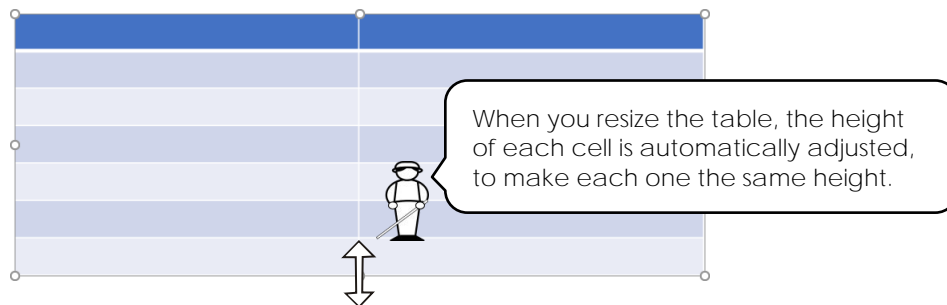 When you resize the table, the height
of each cell is automatically adjusted,
to make each one the same height.